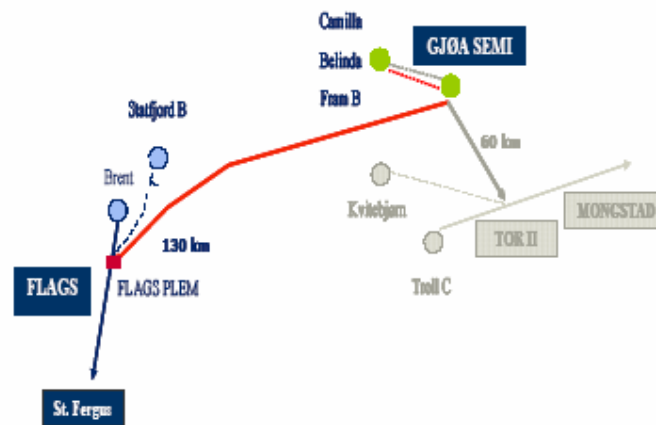 Camilla
GJØA SEMI
Belinda
Fram B
Statfjord B
60 km
Brent
Kvitebjørn
MONGSTAD
TOR II
130 km
FLAGS
FLAGS PLEM
Troll C
St. Fergus